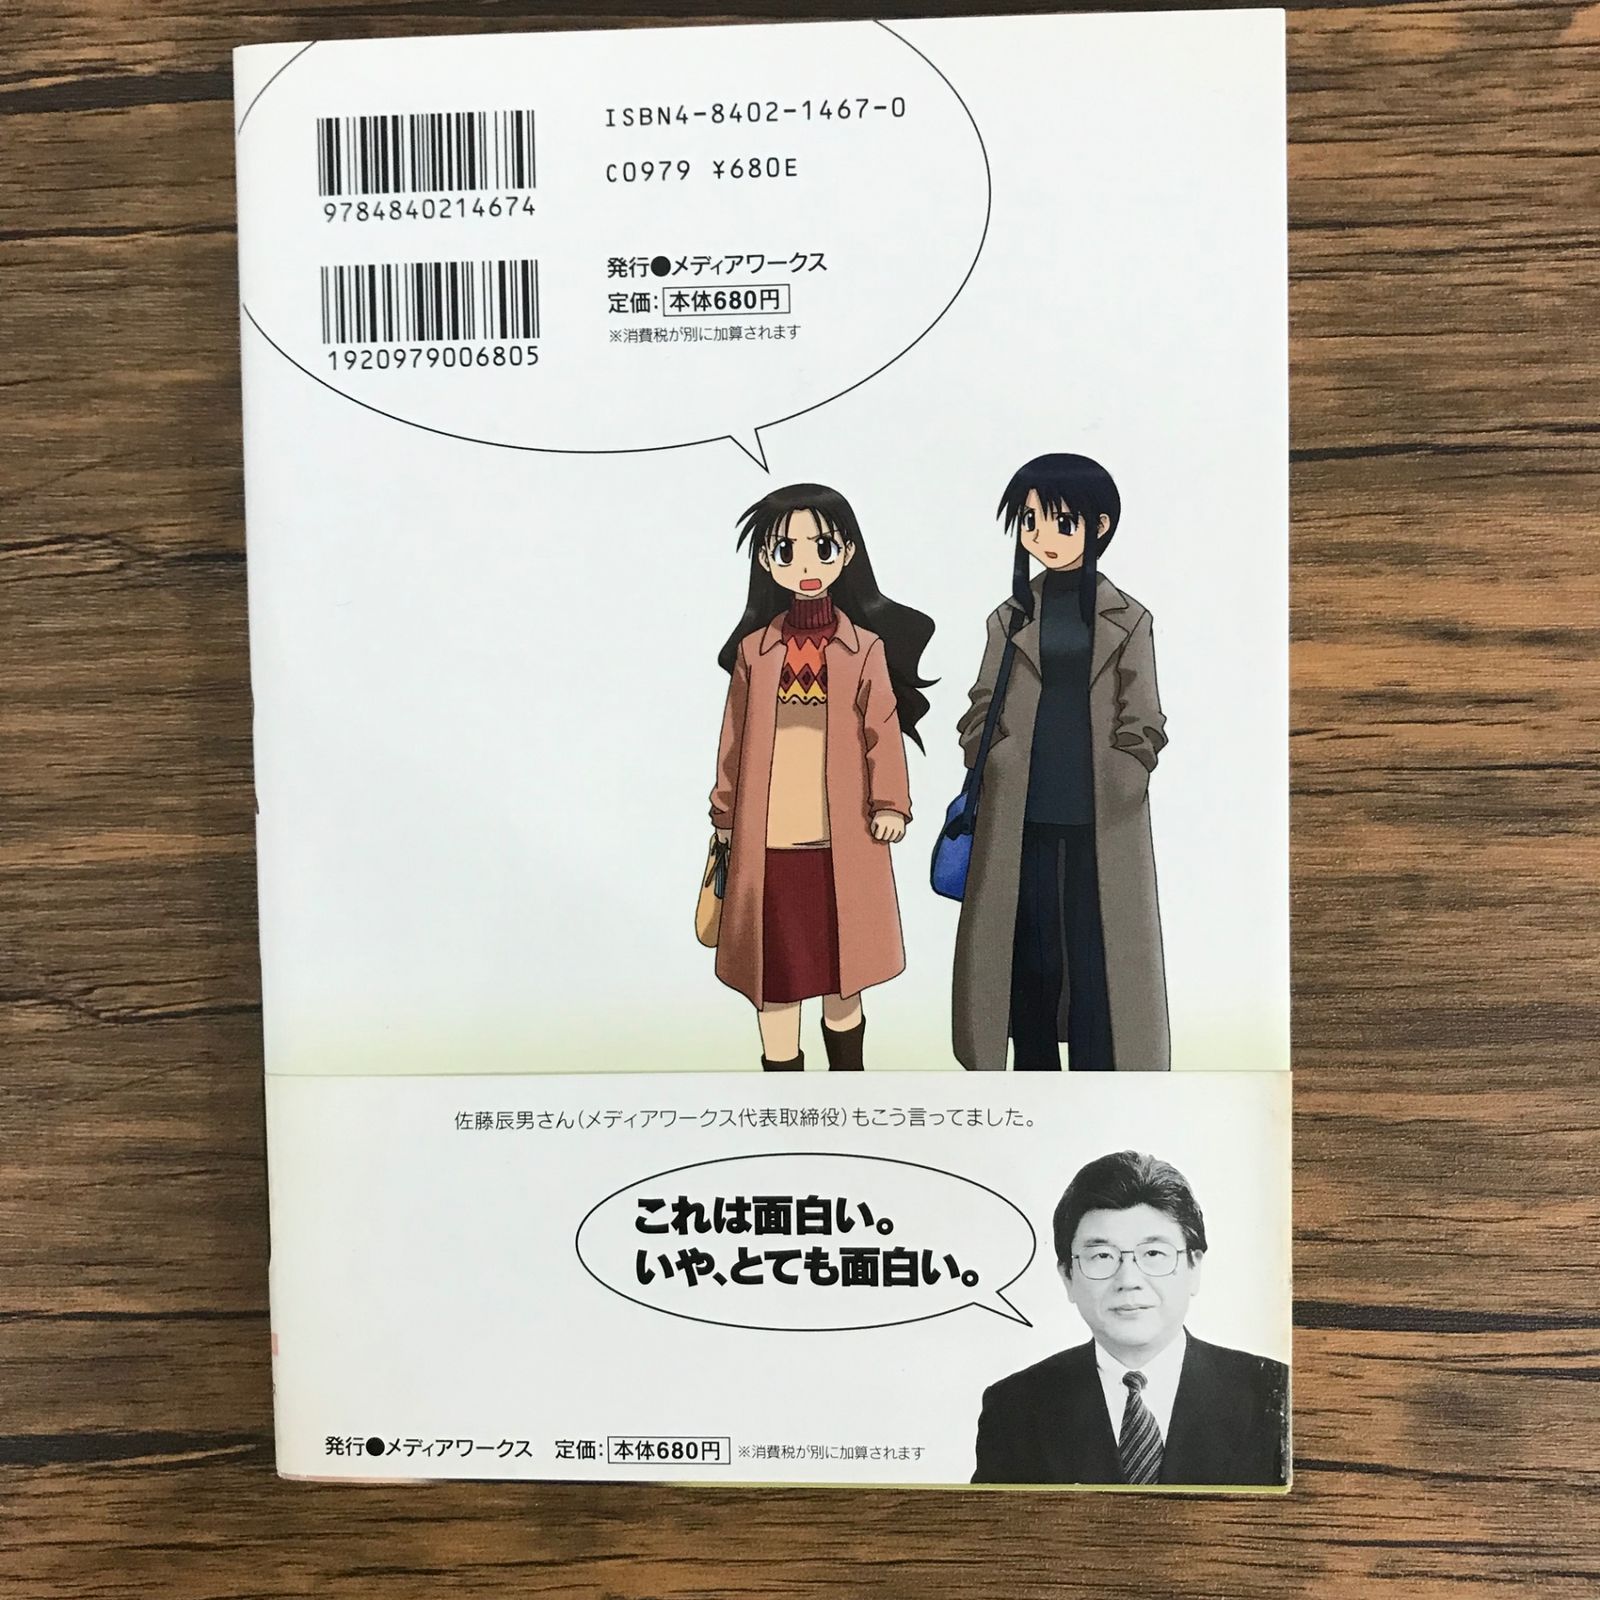 ISBN4-8402-1467-0
C0979 ¥680E
9784840214674
発行●メディアワークス
定価：本体680円
※消費税が別に加算されます
1920979006805
佐藤辰男さん（メディアワークス代表取締役）もこう言ってました。
これは面白い。
いや、とても面白い。
発行●メディアワークス 定価：本体680円 ※消費税が別に加算されます